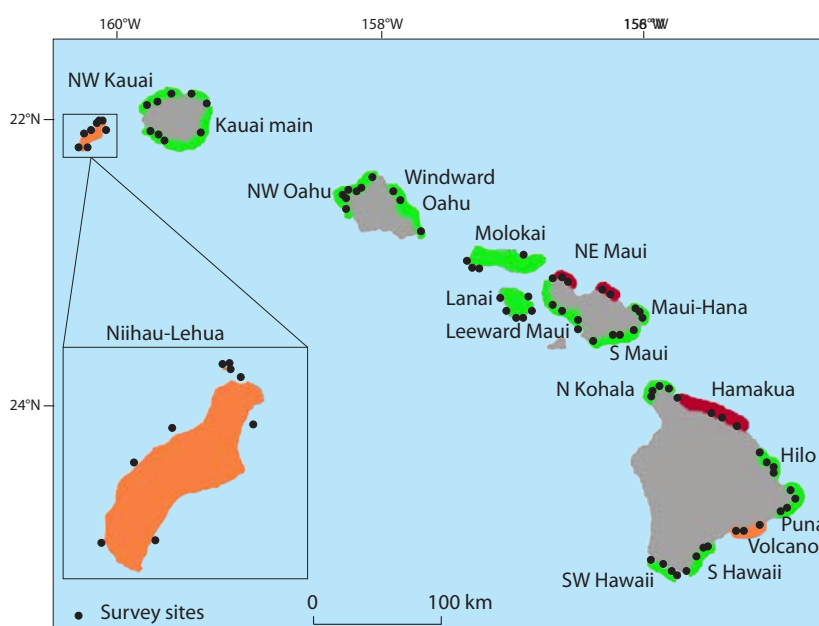 160°W
158°W
156°W
22°N
NW Kauai
Kauai main
NW Oahu
Windward
Oahu
Molokai
NE Maui
Lanai
Maui-Hana
Leeward Maui
S Maui
Niihau-Lehua
24°N
N Kohala
Hamakua
Hilo
Puna
Volcano
SW Hawaii
S Hawaii
Survey sites
0
100 km